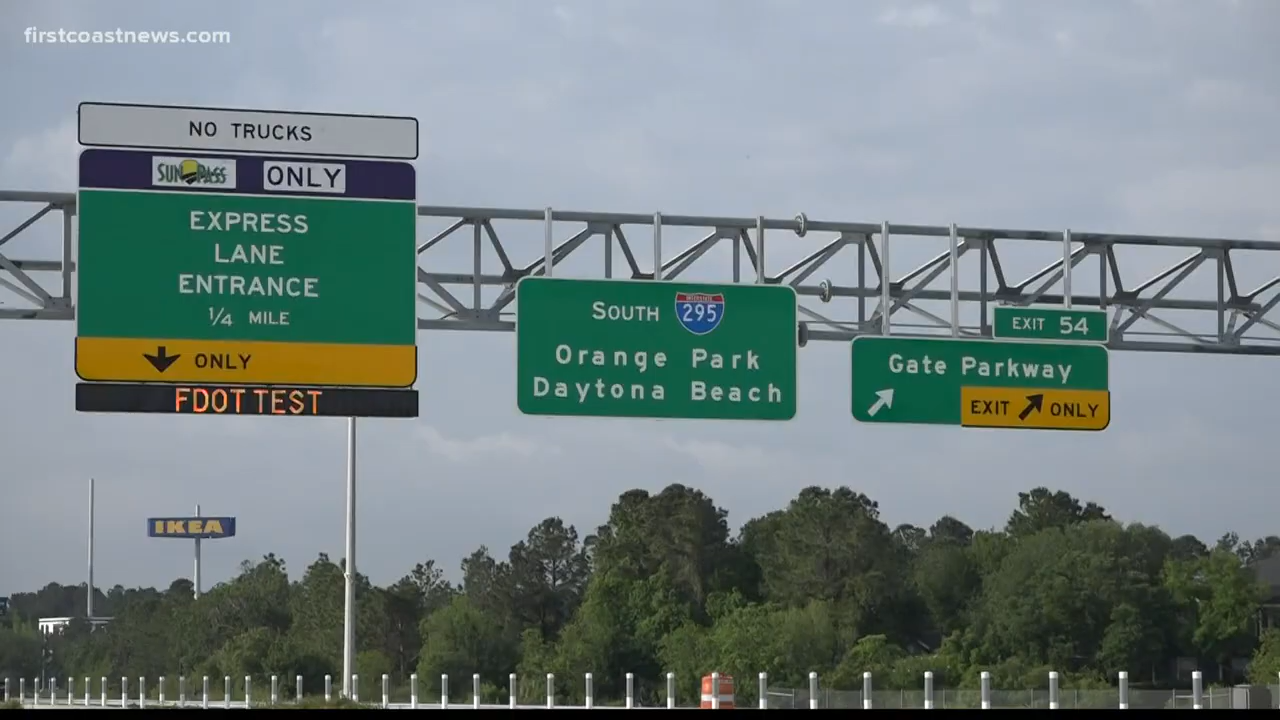 firstcoastnews.com
NO TRUCKS
SUNPASS ONLY
EXPRESS
LANE
ENTRANCE
1/4 MILE
ONLY
FDOT TEST
SOUTH INTERSTATE 295
Orange Park
Daytona Beach
EXIT 54
Gate Parkway
EXIT ONLY
IKEA